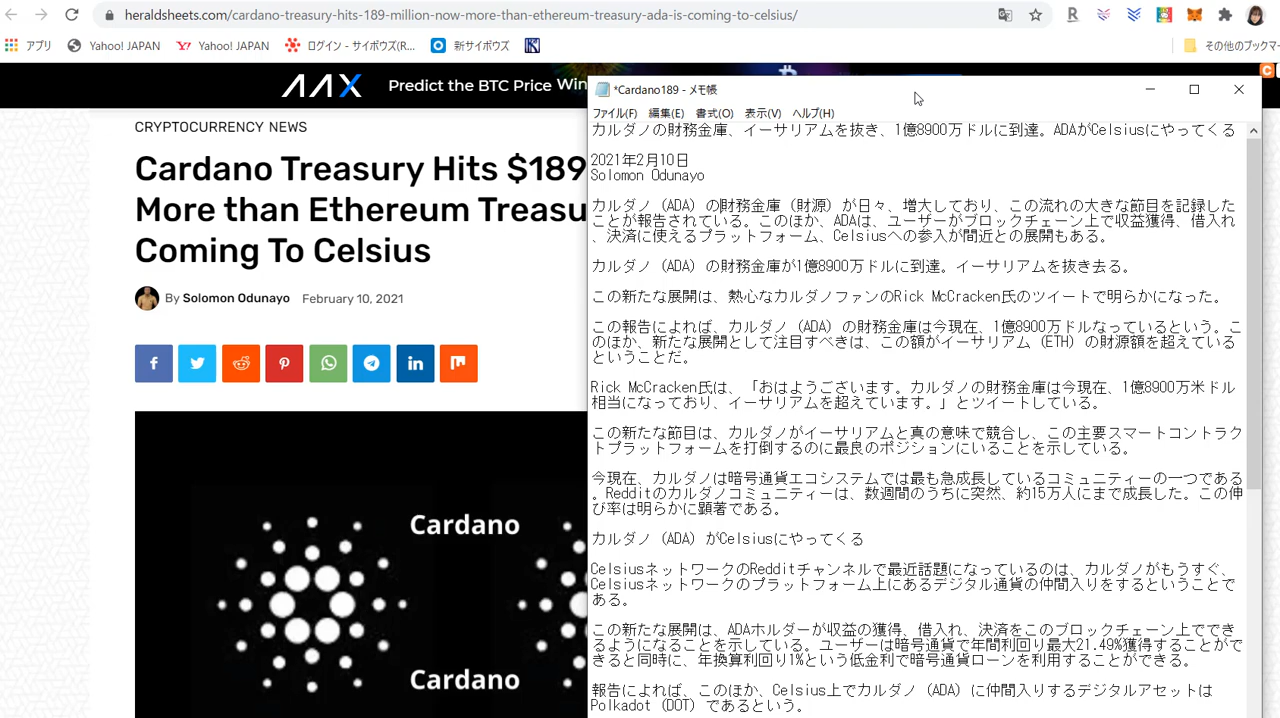 heraldsheets.com/cardano-treasury-hits-189-million-now-more-than-ethereum-treasury-ada-is-coming-to-celsius/
アプリ
Yahoo! JAPAN
Yahoo! JAPAN
ログイン - サイボウズ(R...
新サイボウズ
その他のブックマー
AAX
Predict the BTC Price Win
CRYPTOCURRENCY NEWS
Cardano Treasury Hits $189
More than Ethereum Treasu
Coming To Celsius
By Solomon Odunayo February 10, 2021
Cardano
Cardano
*Cardano189 - メモ帳
ファイル(F) 編集(E) 書式(O) 表示(V) ヘルプ(H)
カルダノの財務金庫、イーサリアムを抜き、1億8900万ドルに到達。ADAがCelsiusにやってくる
2021年2月10日
Solomon Odunayo
カルダノ（ADA）の財務金庫（財源）が日々、増大しており、この流れの大きな節目を記録した
ことが報告されている。このほか、ADAは、ユーザーがブロックチェーン上で収益獲得、借入れ
、決済に使えるプラットフォーム、Celsiusへの参入が間近との展開もある。
カルダノ（ADA）の財務金庫が1億8900万ドルに到達。イーサリアムを抜き去る。
この新たな展開は、熱心なカルダノファンのRick McCracken氏のツイートで明らかになった。
この報告によれば、カルダノ（ADA）の財務金庫は今現在、1億8900万ドルなっているという。こ
のほか、新たな展開として注目すべきは、この額がイーサリアム（ETH）の財源額を超えている
ということだ。
Rick McCracken氏は、「おはようございます。カルダノの財務金庫は今現在、1億8900万米ドル
相当になっており、イーサリアムを超えています。」とツイートしている。
この新たな節目は、カルダノがイーサリアムと真の意味で競合し、この主要スマートコントラク
トプラットフォームを打倒するのに最良のポジションにいることを示している。
今現在、カルダノは暗号通貨エコシステムでは最も急成長しているコミュニティーの一つである
。Redditのカルダノコミュニティーは、数週間のうちに突然、約15万人にまで成長した。この伸
び率は明らかに顕著である。
カルダノ（ADA）がCelsiusにやってくる
CelsiusネットワークのRedditチャンネルで最近話題になっているのは、カルダノがもうすぐ、
Celsiusネットワークのプラットフォーム上にあるデジタル通貨の仲間入りをするということで
ある。
この新たな展開は、ADAホルダーが収益の獲得、借入れ、決済をこのブロックチェーン上ででき
るようになることを示している。ユーザーは暗号通貨で年間利回り最大21.49%獲得することがで
きると同時に、年換算利回り1%という低金利で暗号通貨ローンを利用することができる。
報告によれば、このほか、Celsius上でカルダノ（ADA）に仲間入りするデジタルアセットは
Polkadot（DOT）であるという。